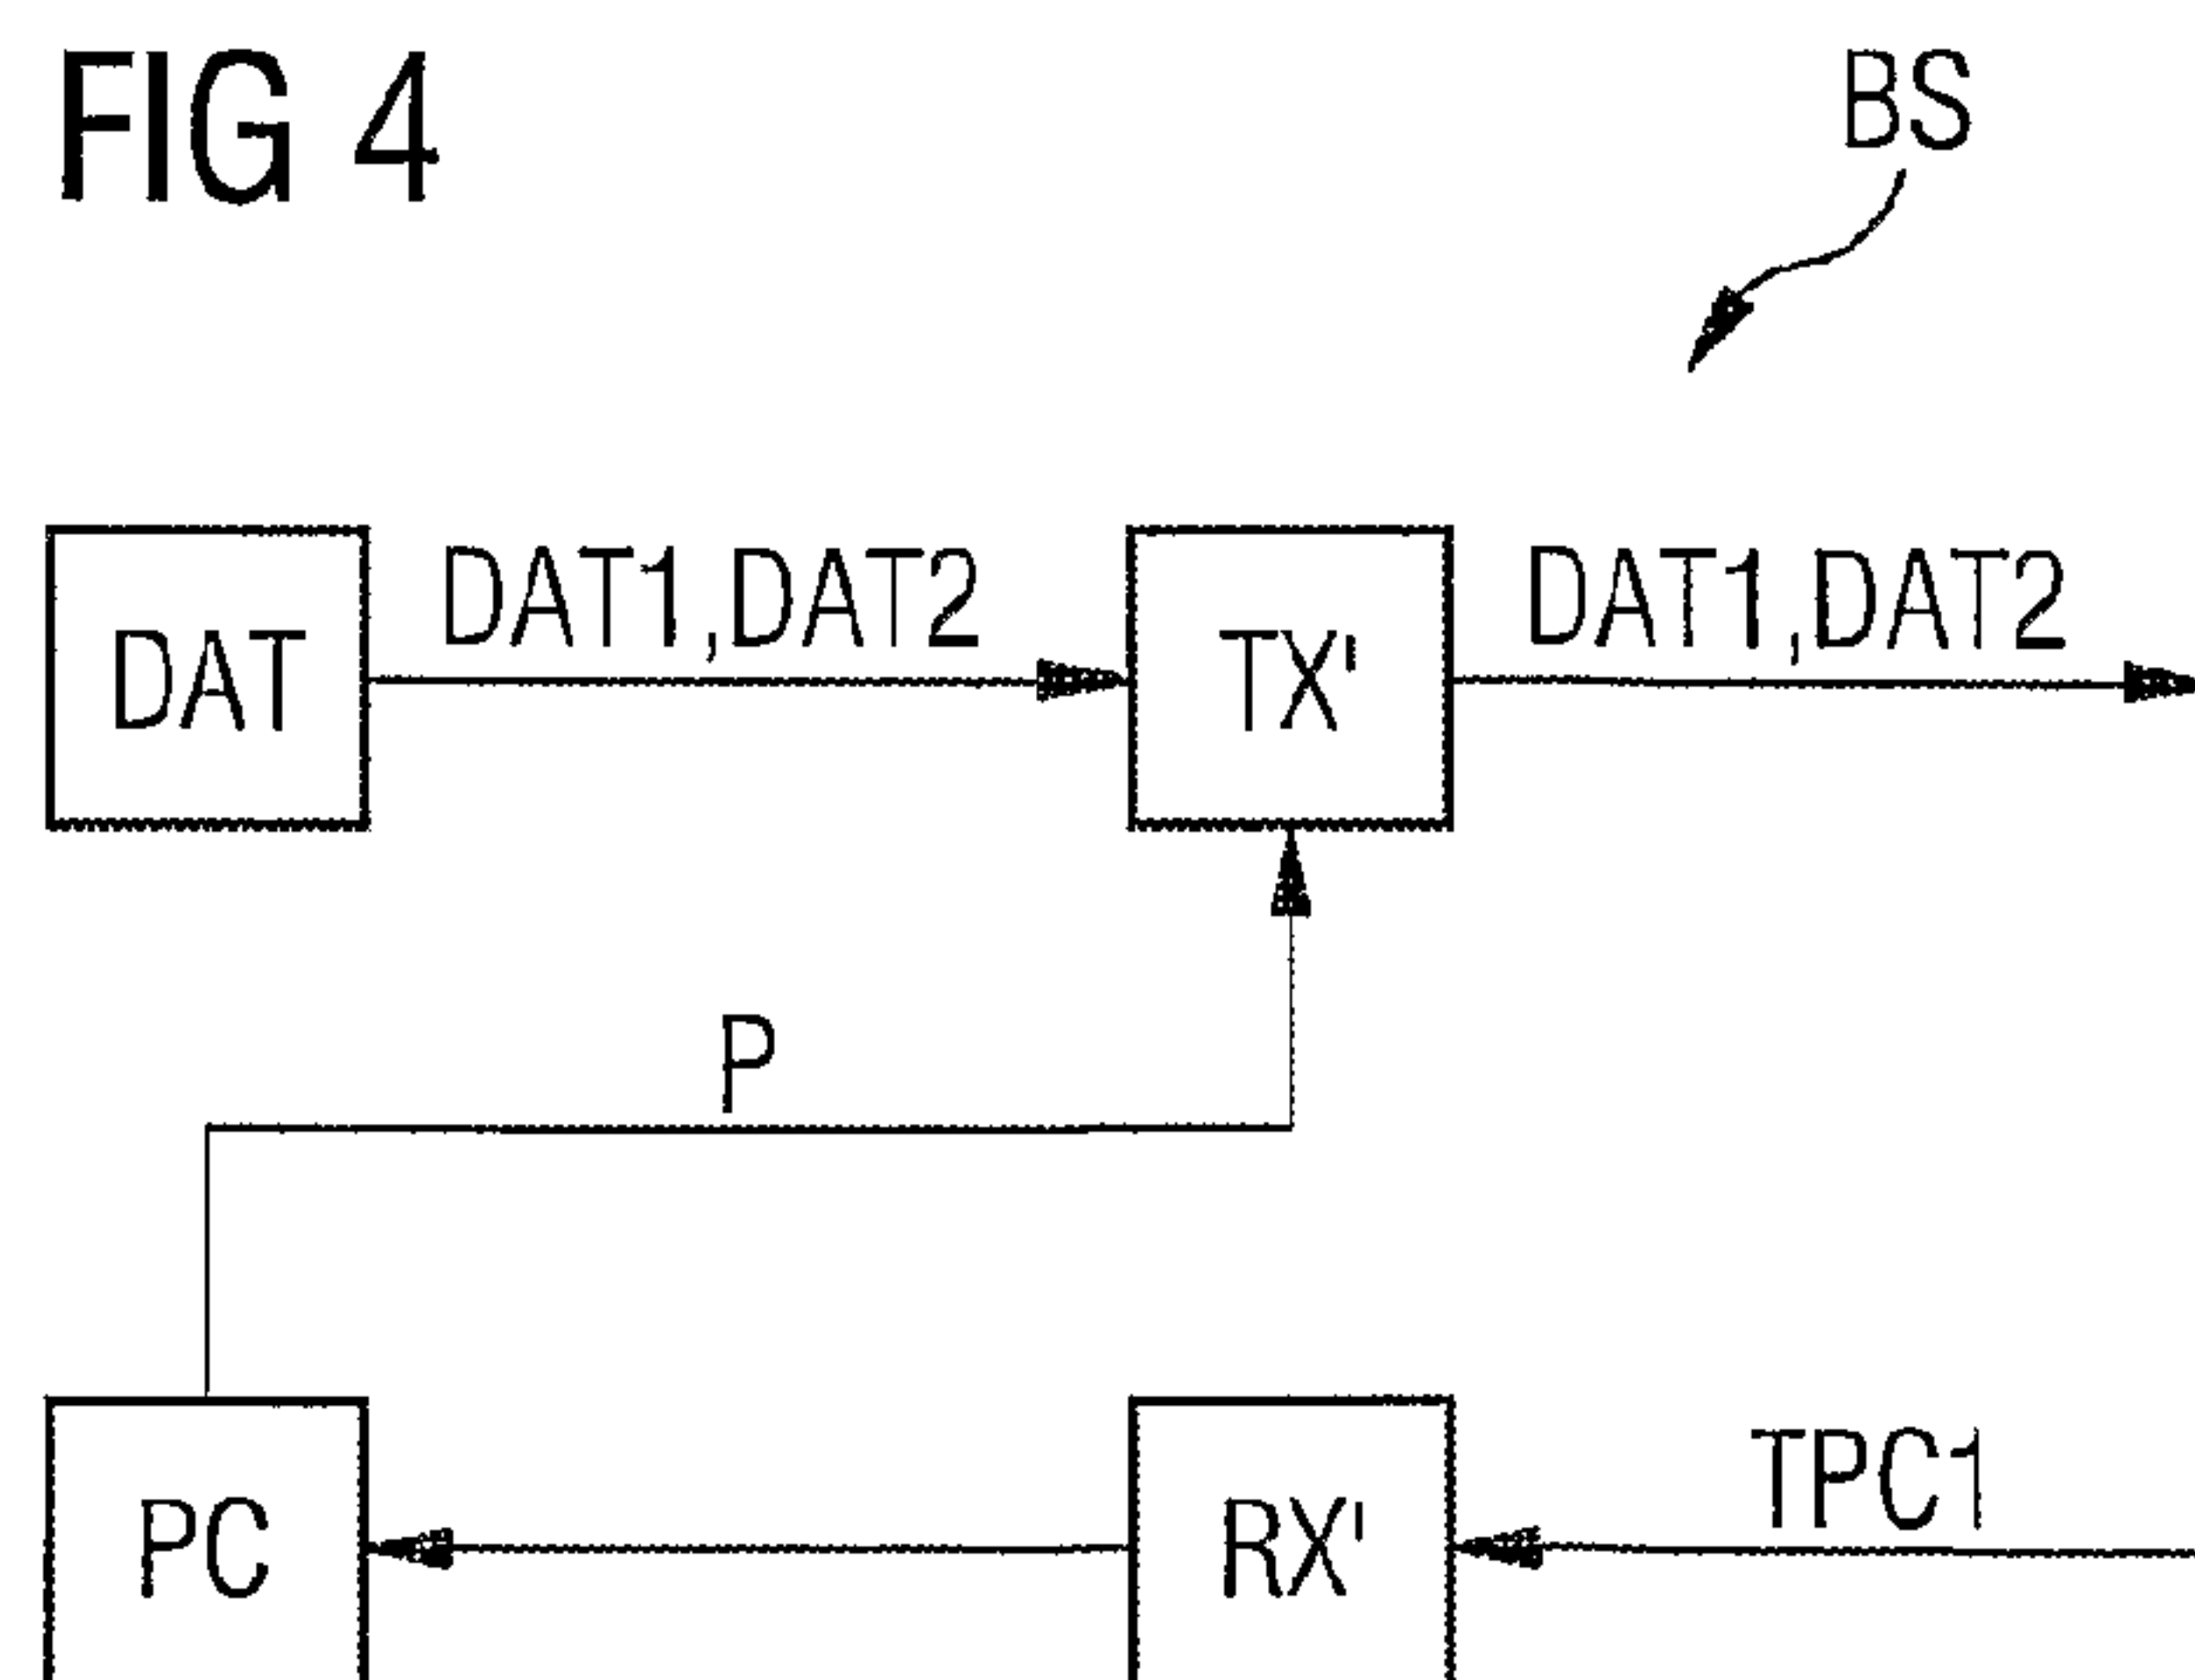 FIG 4
BS
DAT
DAT1,DAT2
TX'
DAT1,DAT2
P
PC
RX'
TPC1